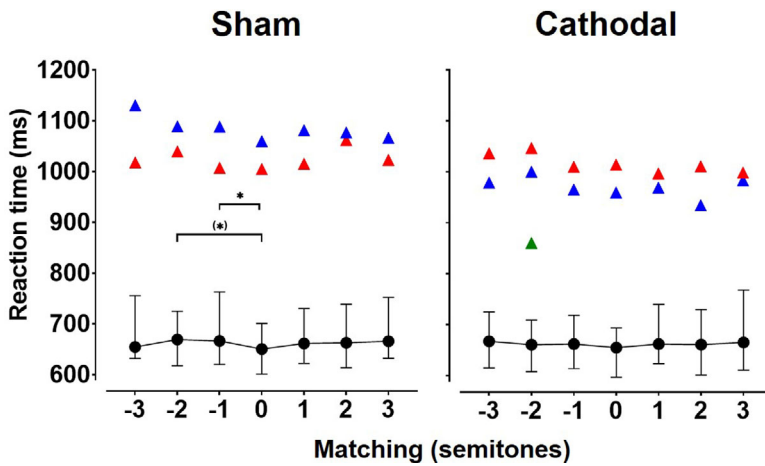 Sham Cathodal
Reaction time (ms)
1200
1100
1000
900
800
700
600
*
(*)
-3 -2 -1 0 1 2 3
-3 -2 -1 0 1 2 3
Matching (semitones)